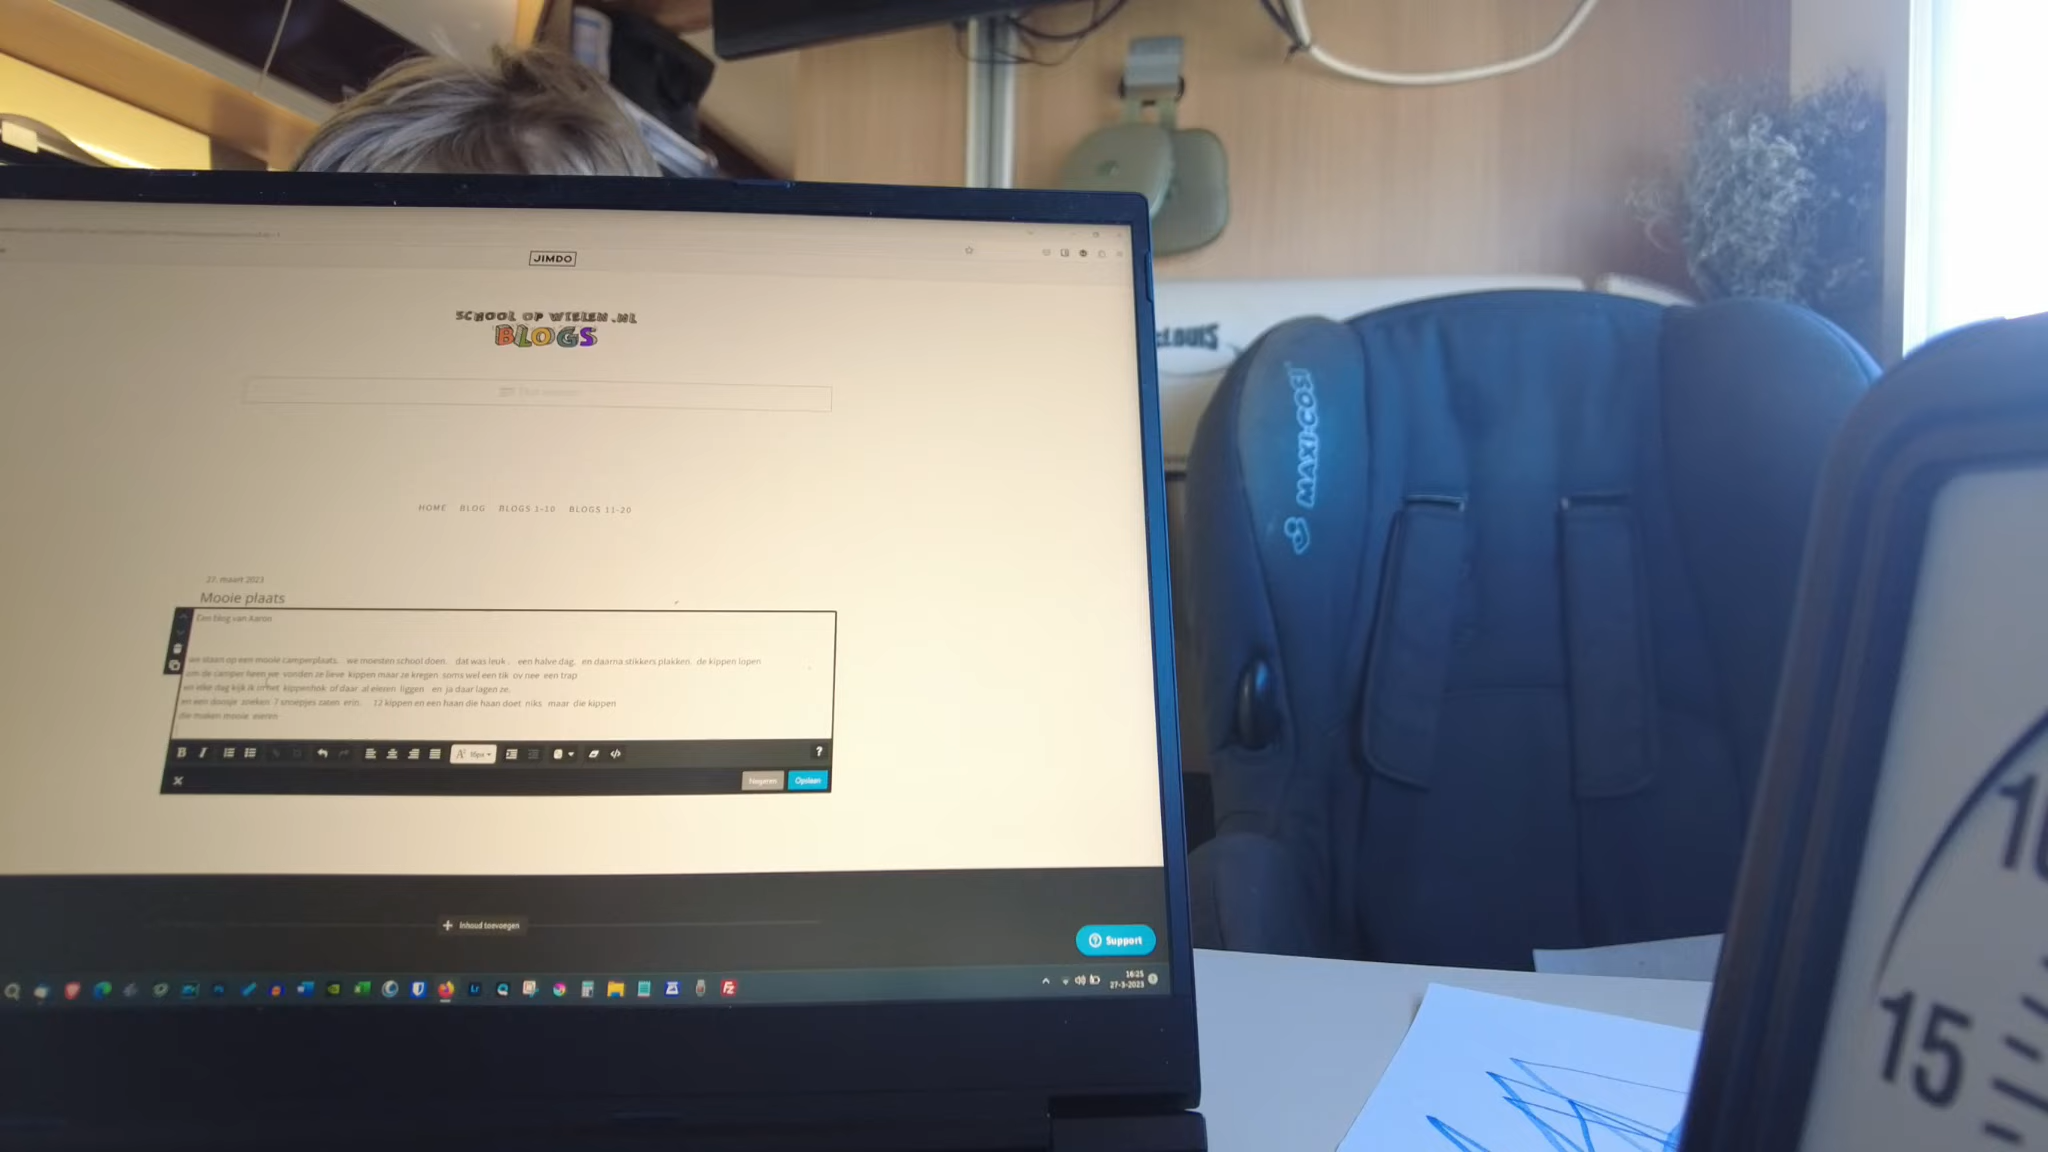 JIMDO
SCHOOL OP WIELEN.NL
BLOGS
HOME BLOG BLOGS 1-10 BLOGS 11-20
27. maart 2023
Mooie plaats
Een blog van Aaron
we staan op een mooie camperplaats. we moesten school doen. dat was leuk . een halve dag. en daarna stikkers plakken. de kippen lopen
om de camper heen we vonden ze lieve kippen maar ze kregen soms wel een tik ov nee een trap
en elke dag kijk ik in het kippenhok of daar al eieren liggen en ja daar lagen ze.
en een doosje zoeken 7 snoepjes zaten erin. 12 kippen en een haan die haan doet niks maar die kippen
die maken mooie eieren
B I
?
Negeren Opslaan
+ Inhoud toevoegen
Support
16:25
27-3-2023
MAXI-COSI
10
15